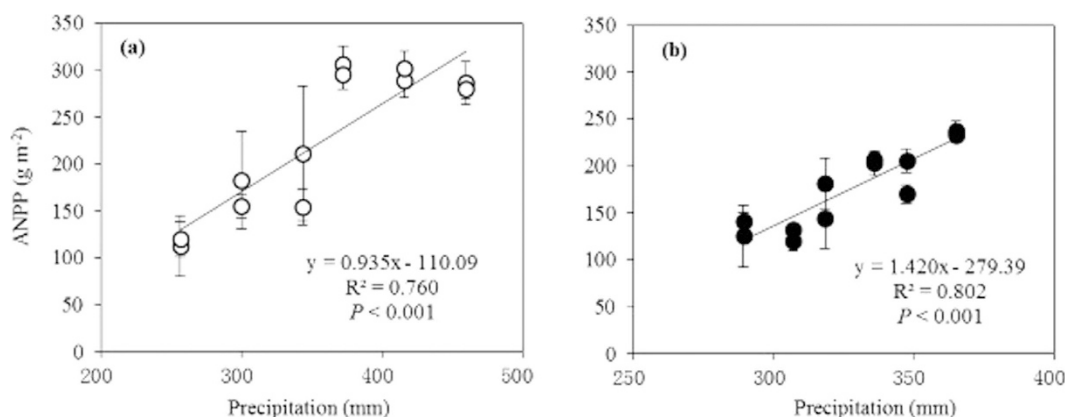 350
300
250
200
150
100
50
0
ANPP (g m-2)
(a)
y = 0.935x - 110.09
R² = 0.760
P < 0.001
200
300
400
500
Precipitation (mm)
350
300
250
200
150
100
50
0
(b)
y = 1.420x - 279.39
R² = 0.802
P < 0.001
250
300
350
400
Precipitation (mm)